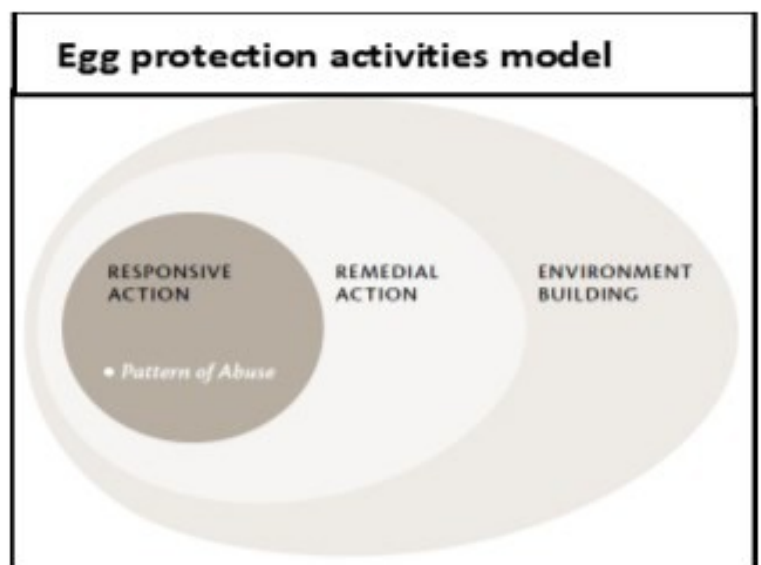 Egg protection activities model
RESPONSIVE
ACTION
• Pattern of Abuse
REMEDIAL
ACTION
ENVIRONMENT
BUILDING